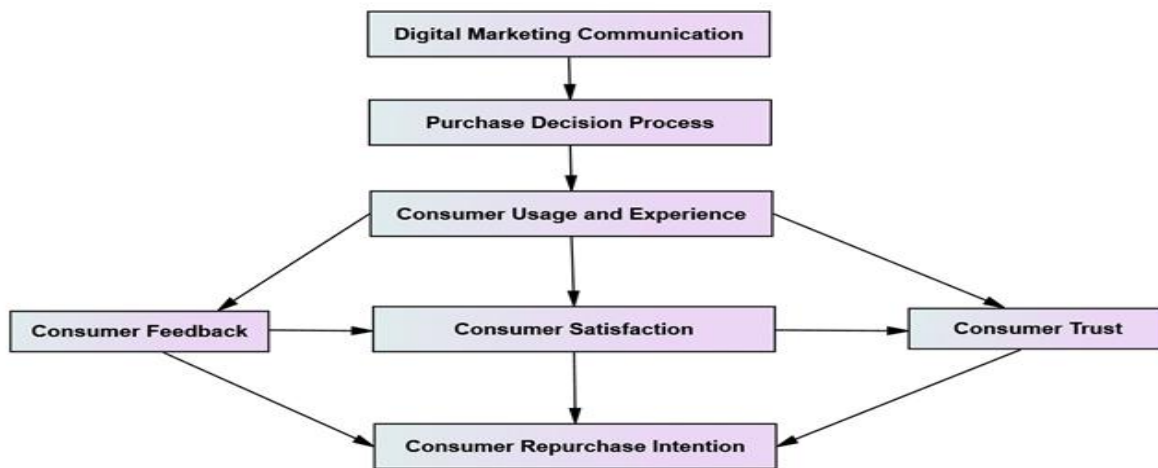 Digital Marketing Communication
Purchase Decision Process
Consumer Usage and Experience
Consumer Feedback
Consumer Satisfaction
Consumer Trust
Consumer Repurchase Intention